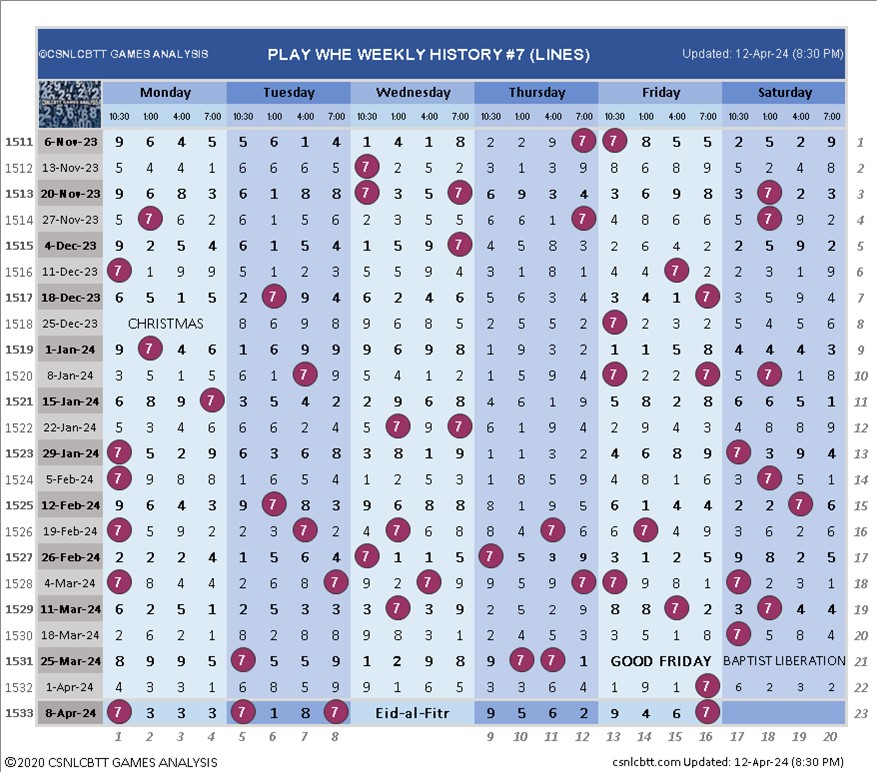 ©CSNLCBTT GAMES ANALYSIS PLAY WHE WEEKLY HISTORY #7 (LINES) Updated: 12-Apr-24 (8:30 PM)
Monday Tuesday Wednesday Thursday Friday Saturday
10:30 1:00 4:00 7:00 10:30 1:00 4:00 7:00 10:30 1:00 4:00 7:00 10:30 1:00 4:00 7:00 10:30 1:00 4:00 7:00 10:30 1:00 4:00 7:00
1511 6-Nov-23 9 6 4 5 5 6 1 4 1 4 1 8 2 2 9 7 7 8 5 5 2 5 2 9 1
1512 13-Nov-23 5 4 4 1 6 6 6 5 7 2 5 2 3 1 3 9 8 6 8 9 5 2 4 8 2
1513 20-Nov-23 9 6 8 3 6 1 8 8 7 3 5 7 6 9 3 4 3 6 9 8 3 7 2 3 3
1514 27-Nov-23 5 7 6 2 6 1 5 6 2 3 5 5 6 6 1 7 4 8 6 6 5 7 9 2 4
1515 4-Dec-23 9 2 5 4 6 1 5 4 1 5 9 7 4 5 8 3 2 6 4 2 2 5 9 2 5
1516 11-Dec-23 7 1 9 9 5 1 2 3 5 5 9 4 3 1 8 1 4 4 7 2 2 3 1 9 6
1517 18-Dec-23 6 5 1 5 2 7 9 4 6 2 4 6 5 6 3 4 3 4 1 7 3 5 9 4 7
1518 25-Dec-23 CHRISTMAS 8 6 9 8 9 6 8 5 2 5 5 2 7 2 3 2 5 4 5 6 8
1519 1-Jan-24 9 7 4 6 1 6 9 9 9 6 9 8 1 9 3 2 1 1 5 8 4 4 4 3 9
1520 8-Jan-24 3 5 1 5 6 1 7 9 5 4 1 2 1 5 9 4 7 2 2 7 5 7 1 8 10
1521 15-Jan-24 6 8 9 7 3 5 4 2 2 9 6 8 4 6 1 9 5 8 2 8 6 6 5 1 11
1522 22-Jan-24 5 3 4 6 6 6 2 4 5 7 9 7 6 1 9 4 2 9 4 3 4 8 8 9 12
1523 29-Jan-24 7 5 2 9 6 3 6 8 3 8 1 9 1 1 3 2 4 6 8 9 7 3 9 4 13
1524 5-Feb-24 7 9 8 8 1 6 5 4 1 2 5 3 1 8 5 9 4 8 1 4 3 7 5 1 14
1525 12-Feb-24 9 6 4 3 9 7 8 3 9 6 8 8 8 1 9 5 6 1 4 4 2 2 7 6 15
1526 19-Feb-24 7 5 9 2 2 3 7 2 4 7 6 8 8 4 7 6 6 7 4 9 3 6 2 6 16
1527 26-Feb-24 2 2 2 4 1 5 6 4 7 1 1 5 7 5 3 9 3 1 2 5 9 8 2 5 17
1528 4-Mar-24 7 8 4 4 2 6 8 7 9 2 7 9 9 5 9 7 7 9 8 1 7 2 3 1 18
1529 11-Mar-24 6 2 5 1 2 5 3 3 3 7 3 9 2 5 2 9 8 8 7 2 3 7 4 4 19
1530 18-Mar-24 2 6 2 1 8 2 8 8 9 8 3 1 2 4 5 3 3 5 1 8 7 5 8 4 20
1531 25-Mar-24 8 9 9 5 7 5 5 9 1 2 9 8 9 7 7 1 GOOD FRIDAY BAPTIST LIBERATION 21
1532 1-Apr-24 4 3 3 1 6 8 5 9 9 1 6 5 3 3 6 4 1 9 1 7 6 2 3 2 22
1533 8-Apr-24 7 3 3 3 7 1 8 7 Eid-al-Fitr 9 5 6 2 9 4 6 7 23
1 2 3 4 5 6 7 8 9 10 11 12 13 14 15 16 17 18 19 20
©2020 CSNLCBTT GAMES ANALYSIS csnlcbtt.com Updated: 12-Apr-24 (8:30 PM)